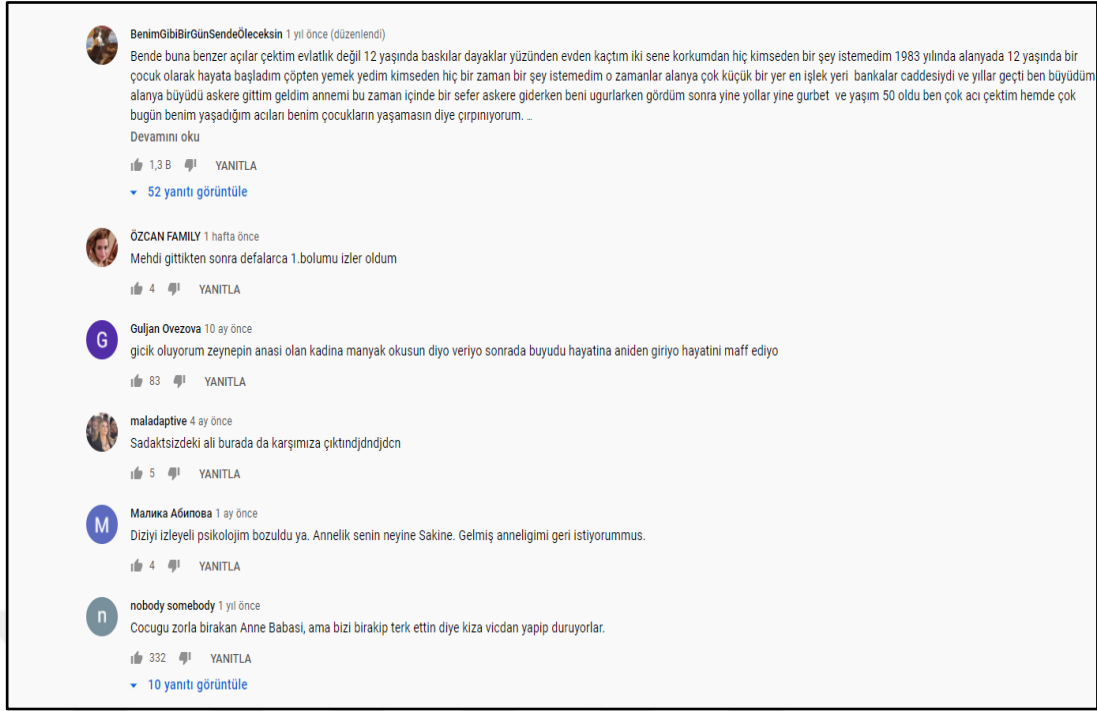 BenimGibiBirGünSendeÖleceksin 1 yıl önce (düzenlendi)
Bende buna benzer açılar çektim evlatlık değil 12 yaşında baskılar dayaklar yüzünden evden kaçtım iki sene korkumdan hiç kimseden bir şey istemedim 1983 yılında alanyada 12 yaşında bir
çocuk olarak hayata başladım çöpten yemek yedim kimseden hiç bir zaman bir şey istemedim o zamanlar alanya çok küçük bir yer en işlek yeri bankalar caddesiydi ve yıllar geçti ben büyüdüm
alanya büyüdü askere gittim geldim annemi bu zaman içinde bir sefer askere giderken beni ugurlarken gördüm sonra yine yollar yine gurbet ve yaşım 50 oldu ben çok acı çektim hemde çok
bugün benim yaşadığım acıları benim çocukların yaşamasın diye çırpınıyorum. ...
Devamını oku
1,3 B YANITLA
52 yanıtı görüntüle
ÖZCAN FAMILY 1 hafta önce
Mehdi gittikten sonra defalarca 1.bolumu izler oldum
4 YANITLA
G
Guljan Ovezova 10 ay önce
gicik oluyorum zeynepin anasi olan kadina manyak okusun diyo veriyo sonrada buyudu hayatina aniden giriyo hayatini maff ediyo
83 YANITLA
maladaptive 4 ay önce
Sadaktsizdeki ali burada da karşımıza çıktındjdndjdcn
5 YANITLA
M
Малика Абипова 1 ay önce
Diziyi izleyeli psikolojim bozuldu ya. Annelik senin neyine Sakine. Gelmiş anneligimi geri istiyorummus.
4 YANITLA
n
nobody somebody 1 yıl önce
Cocugu zorla birakan Anne Babasi, ama bizi birakip terk ettin diye kiza vicdan yapip duruyorlar.
332 YANITLA
10 yanıtı görüntüle